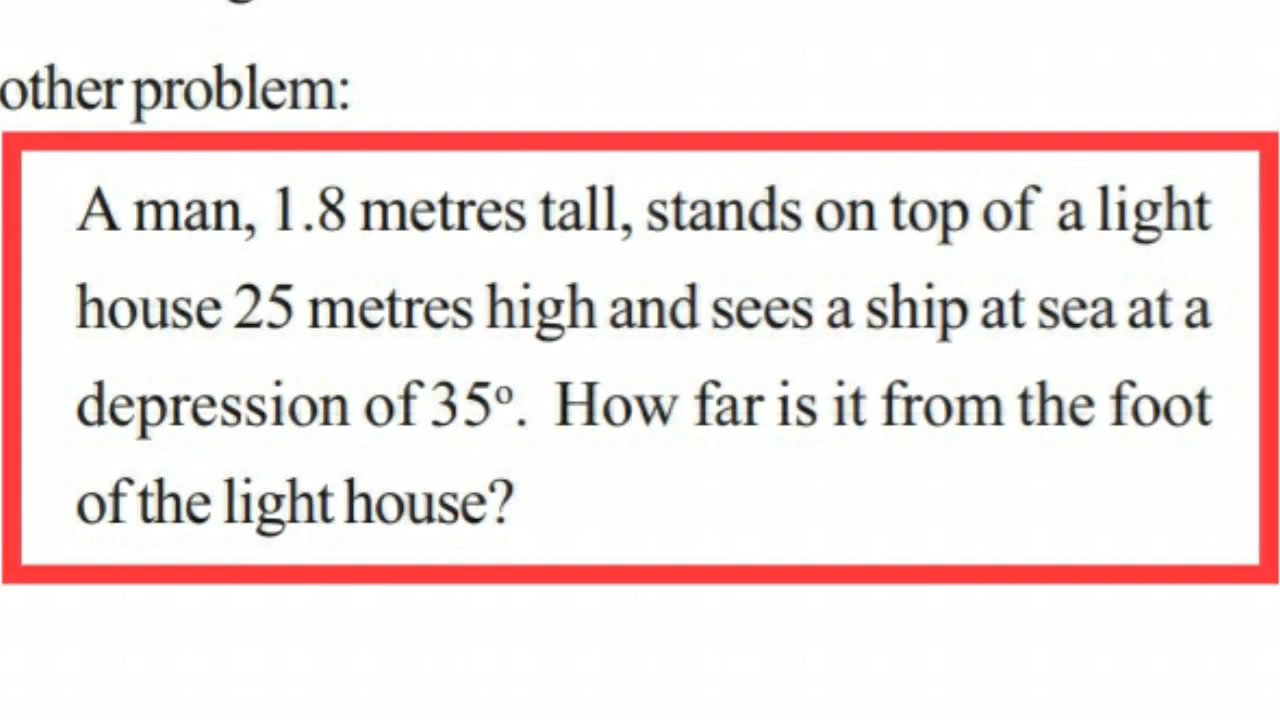 other problem:
A man, 1.8 metres tall, stands on top of a light
house 25 metres high and sees a ship at sea at a
depression of 35º. How far is it from the foot
of the light house?